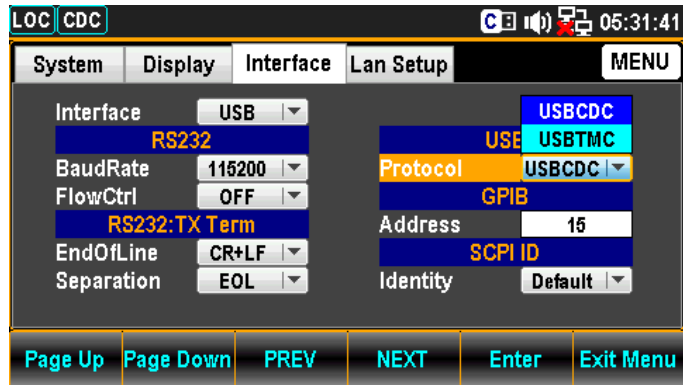 LOC CDC C 05:31:41
System Display Interface Lan Setup MENU
Interface USB
RS232
BaudRate 115200
FlowCtrl OFF
RS232:TX Term
EndOfLine CR+LF
Separation EOL
USBCDC
USB USBTMC
Protocol USBCDC
GPIB
Address 15
SCPI ID
Identity Default
Page Up Page Down PREV NEXT Enter Exit Menu